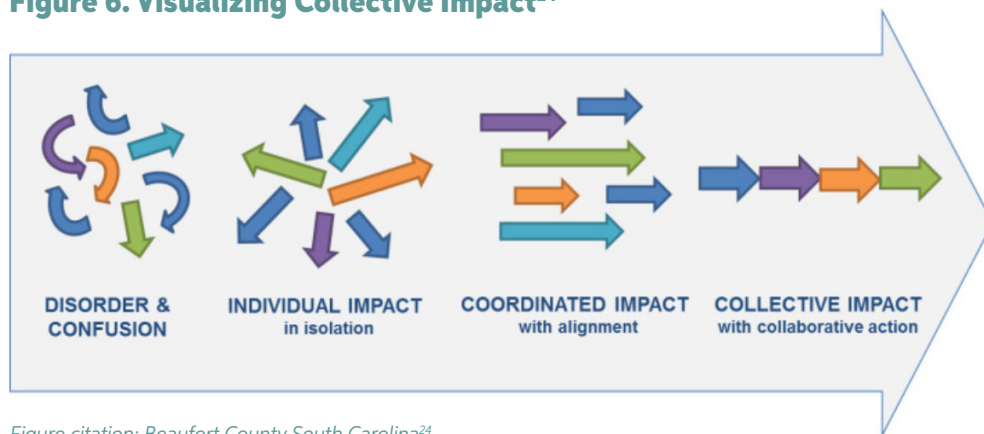 Figure 6. Visualizing Collective Impact²⁴
DISORDER &
CONFUSION
INDIVIDUAL IMPACT
in isolation
COORDINATED IMPACT
with alignment
COLLECTIVE IMPACT
with collaborative action
Figure citation: Beaufort County South Carolina²⁴